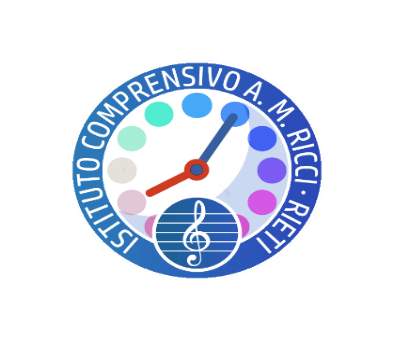 ISTITUTO COMPRENSIVO A. M. RICCI · RIETI